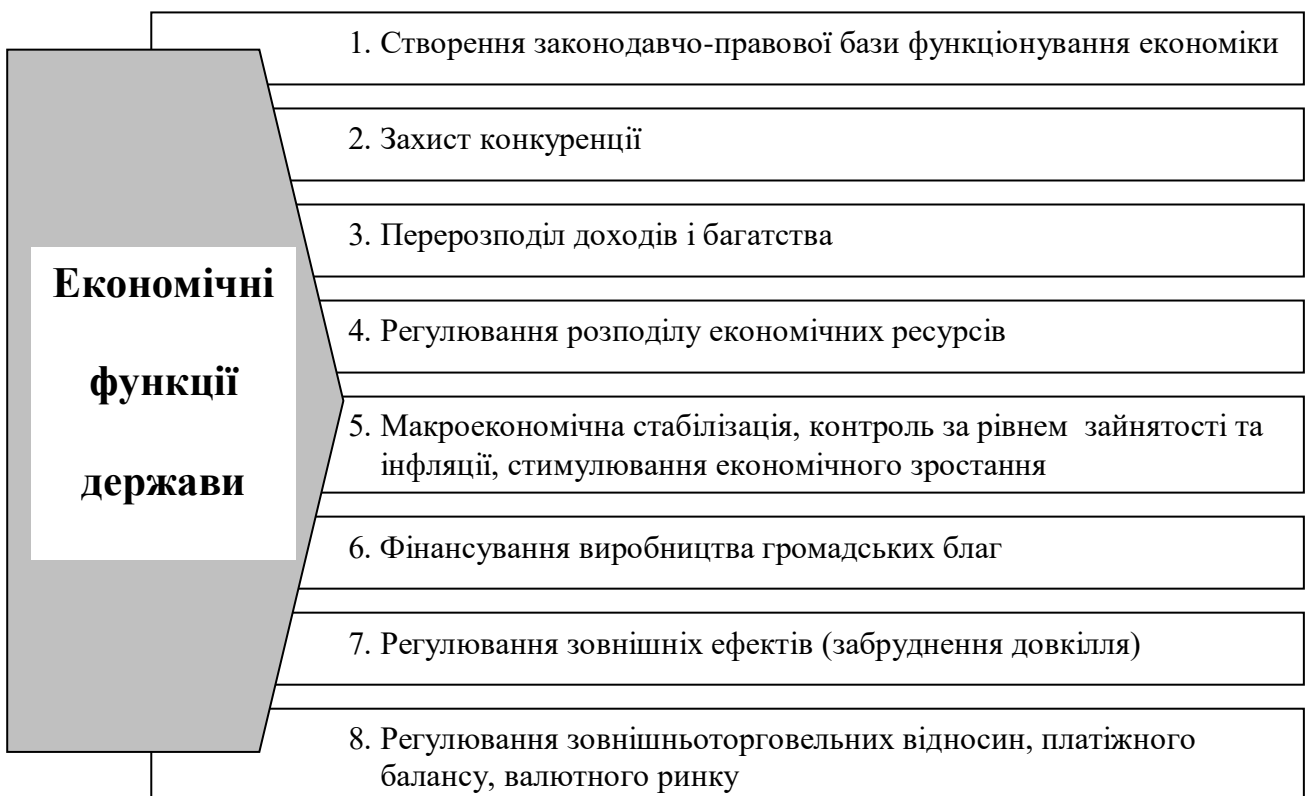 1. Створення законодавчо-правової бази функціонування економіки
2. Захист конкуренції
3. Перерозподіл доходів і багатства
Економічні
функції
держави
4. Регулювання розподілу економічних ресурсів
5. Макроекономічна стабілізація, контроль за рівнем зайнятості та
інфляції, стимулювання економічного зростання
6. Фінансування виробництва громадських благ
7. Регулювання зовнішніх ефектів (забруднення довкілля)
8. Регулювання зовнішньоторговельних відносин, платіжного
балансу, валютного ринку